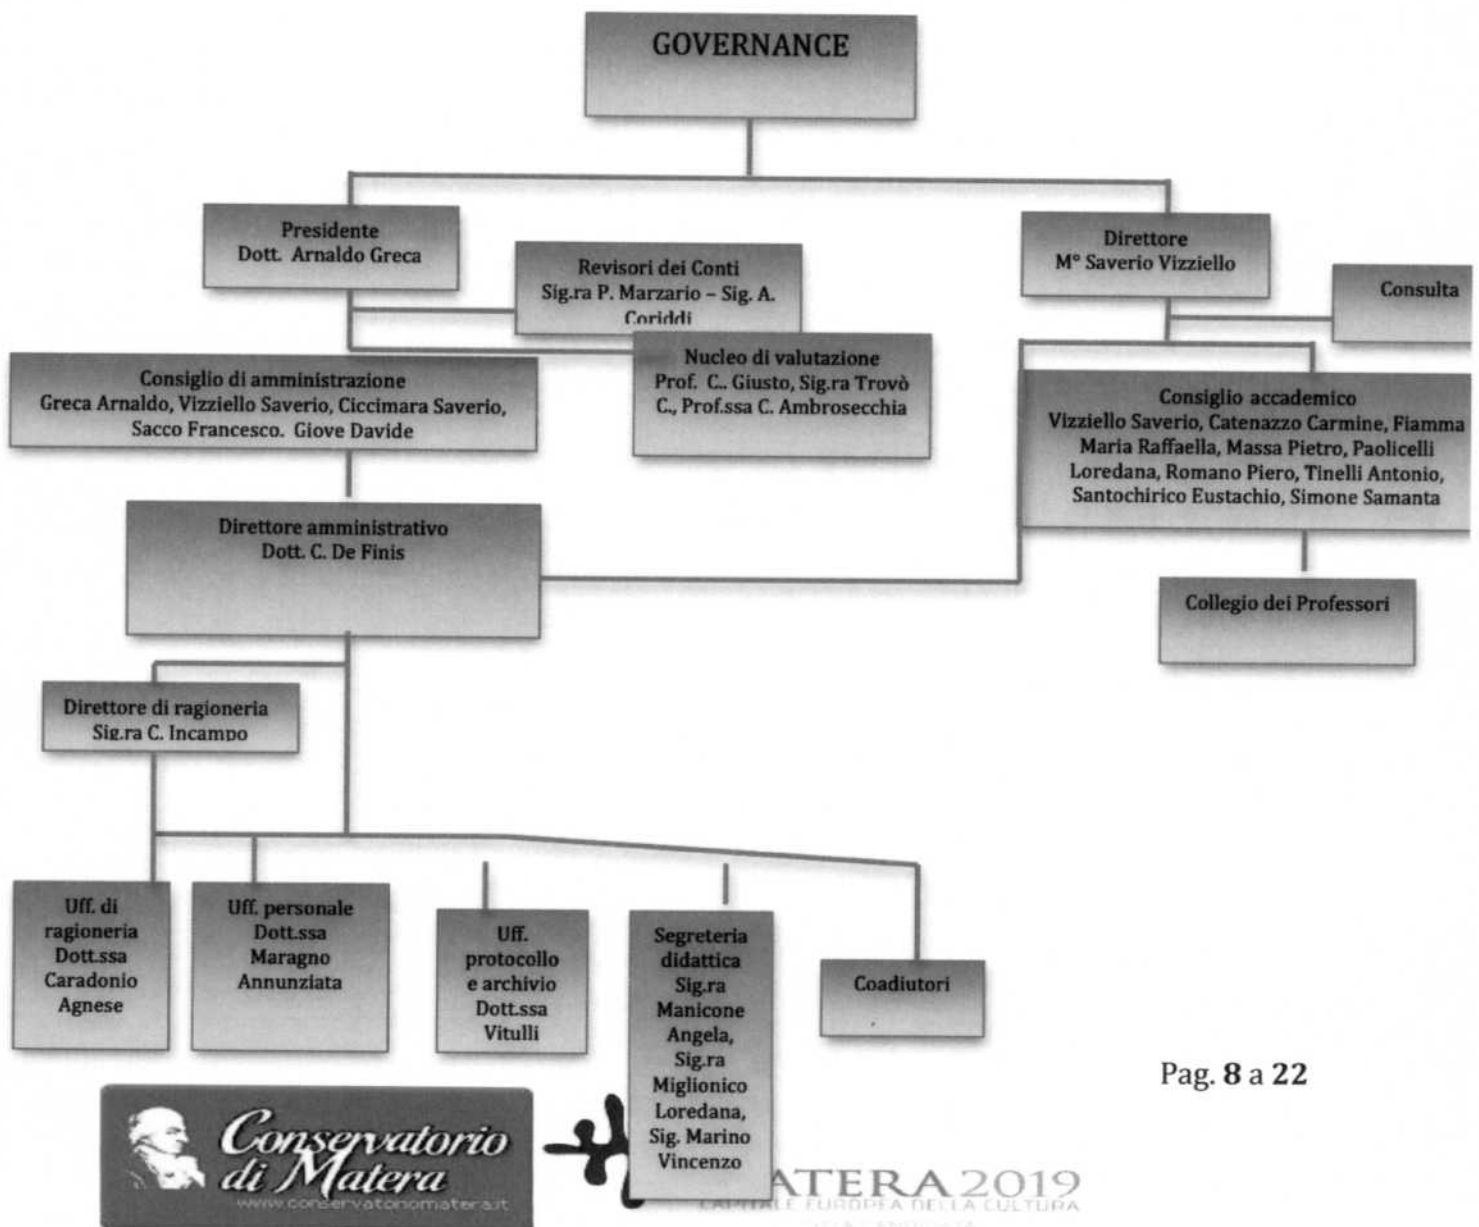 GOVERNANCE
Presidente
Dott. Arnaldo Greca
Revisori dei Conti
Sig.ra P. Marzario – Sig. A.
Coriddi
Nucleo di valutazione
Prof. C.. Giusto, Sig.ra Trovò
C., Prof.ssa C. Ambrosecchia
Direttore
M° Saverio Vizziello
Consulta
Consiglio di amministrazione
Greca Arnaldo, Vizziello Saverio, Ciccimara Saverio,
Sacco Francesco. Giove Davide
Consiglio accademico
Vizziello Saverio, Catenazzo Carmine, Fiamma
Maria Raffaella, Massa Pietro, Paolicelli
Loredana, Romano Piero, Tinelli Antonio,
Santochirico Eustachio, Simone Samanta
Direttore amministrativo
Dott. C. De Finis
Collegio dei Professori
Direttore di ragioneria
Sig.ra C. Incampo
Uff. di
ragioneria
Dott.ssa
Caradonio
Agnese
Uff. personale
Dott.ssa
Maragno
Annunziata
Uff.
protocollo
e archivio
Dott.ssa
Vitulli
Segreteria
didattica
Sig.ra
Manicone
Angela,
Sig.ra
Miglionico
Loredana,
Sig. Marino
Vincenzo
Coadiutori
Pag. 8 a 22
Conservatorio
di Matera
www.conservatoriomatera.it
ATERA 2019
CAPITALE EUROPEA DELLA CULTURA